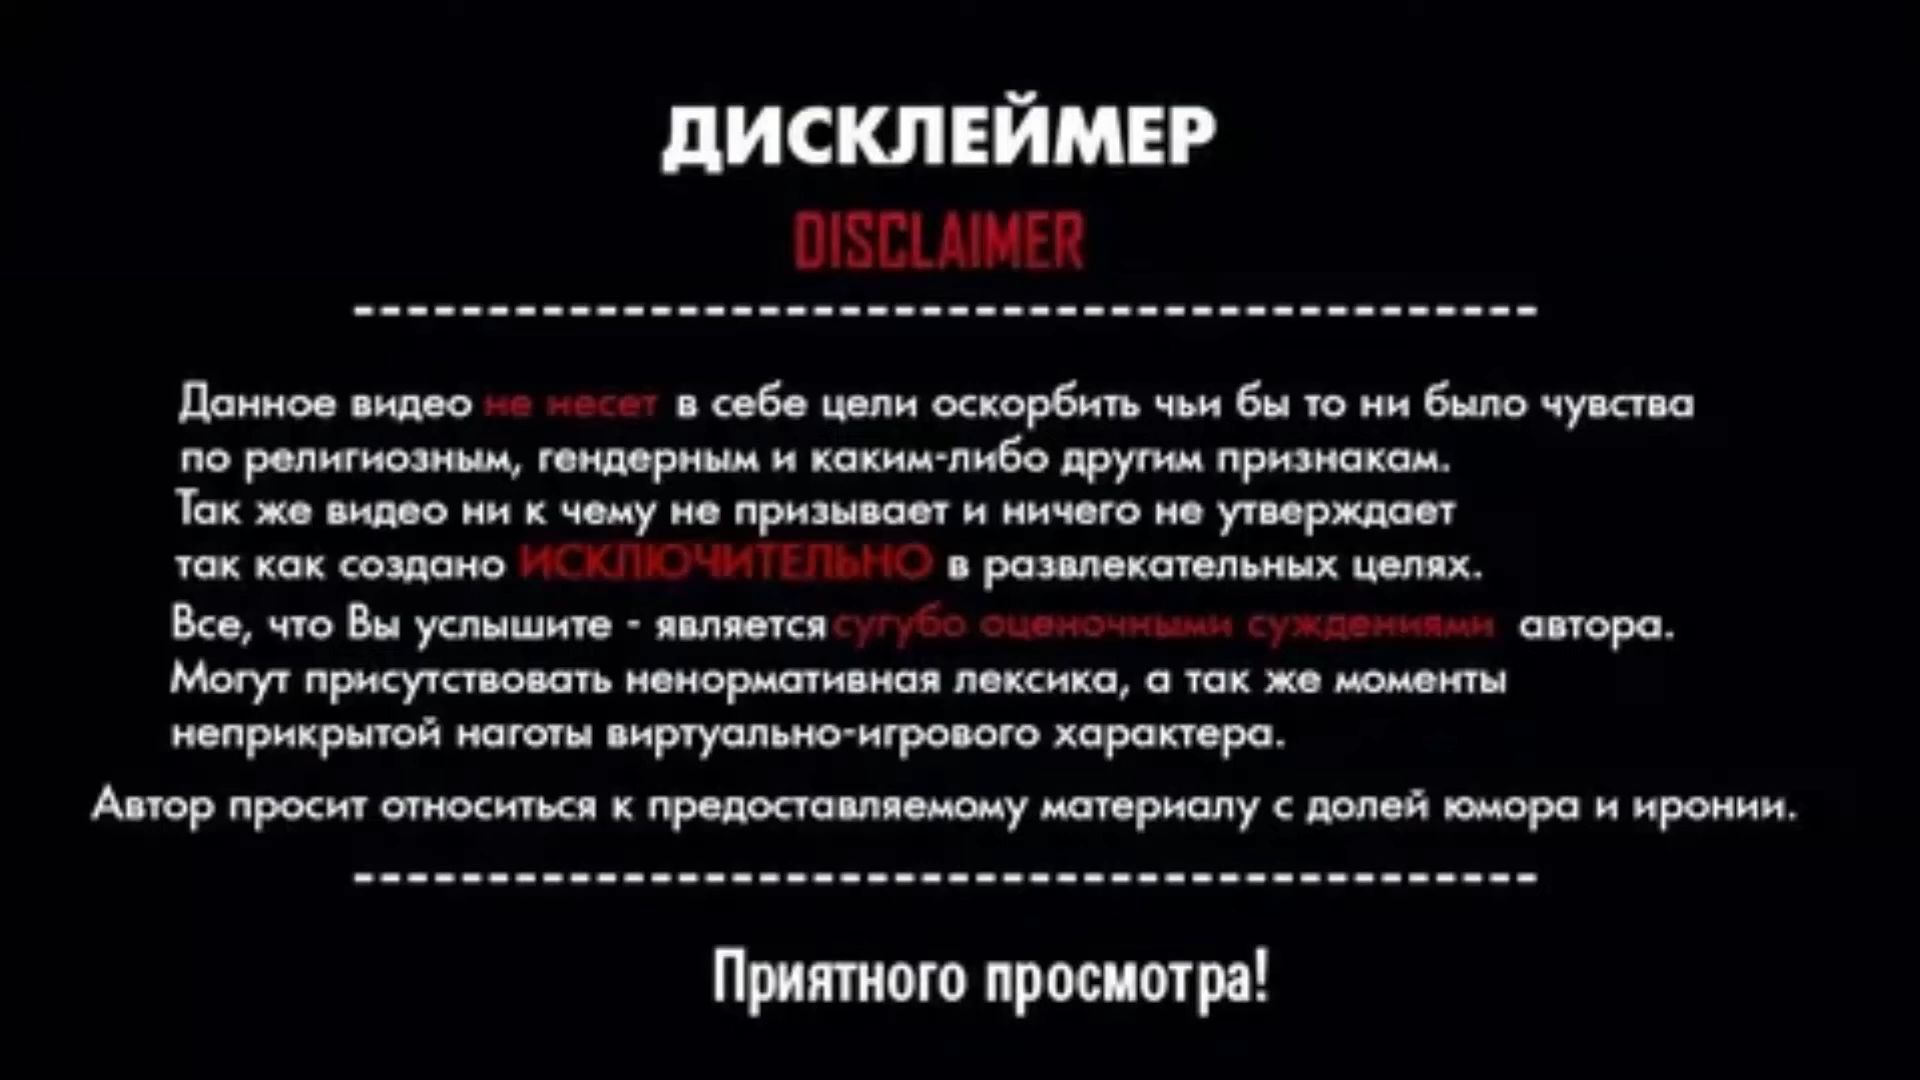 ДИСКЛЕЙМЕР
DISCLAIMER
--------------------------------------------
Данное видео не несет в себе цели оскорбить чьи бы то ни было чувства
по религиозным, гендерным и каким-либо другим признакам.
Так же видео ни к чему не призывает и ничего не утверждает
так как создано ИСКЛЮЧИТЕЛЬНО в развлекательных целях.
Все, что Вы услышите - является сугубо оценочными суждениями автора.
Могут присутствовать ненормативная лексика, а так же моменты
неприкрытой наготы виртуально-игрового характера.
Автор просит относиться к предоставляемому материалу с долей юмора и иронии.
--------------------------------------------
Приятного просмотра!